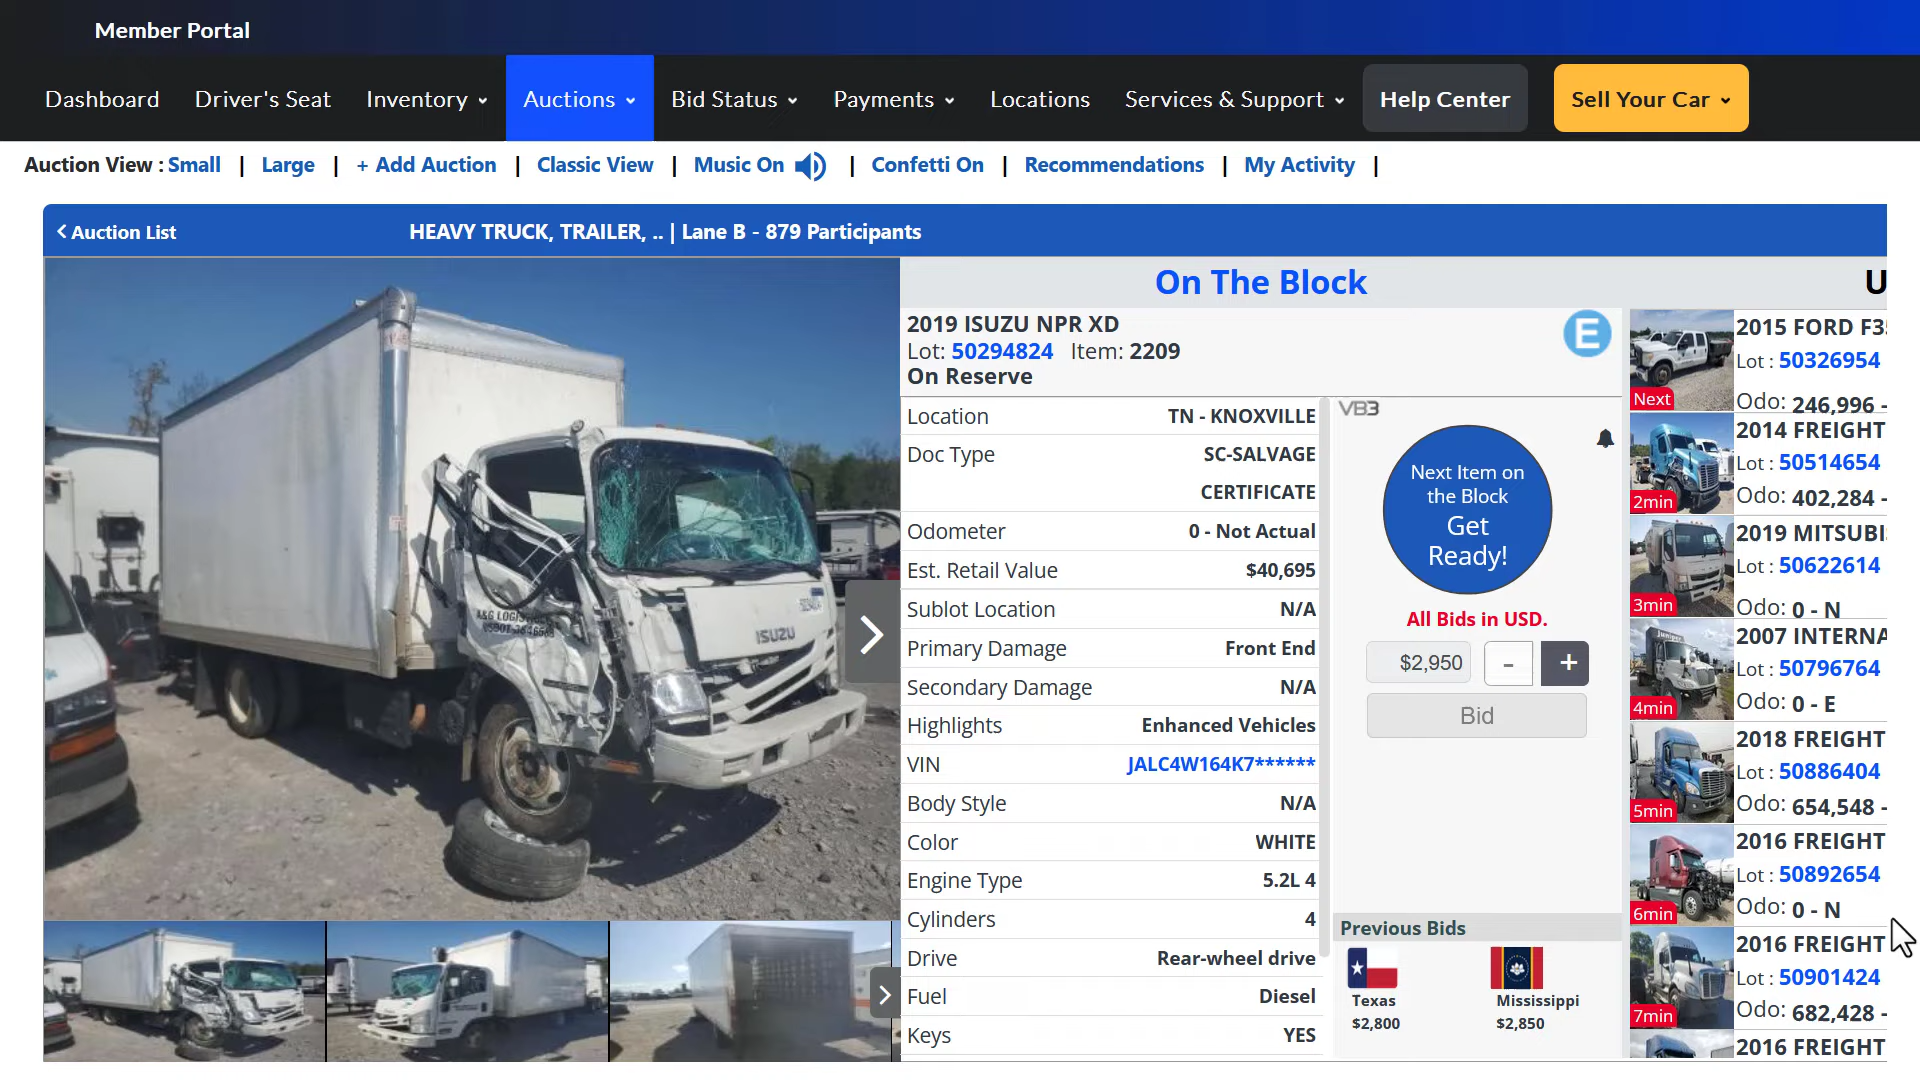 Member Portal
Dashboard Driver's Seat Inventory Auctions Bid Status Payments Locations Services & Support Help Center Sell Your Car
Auction View : Small | Large | + Add Auction | Classic View | Music On | Confetti On | Recommendations | My Activity |
Auction List
HEAVY TRUCK, TRAILER, .. | Lane B - 879 Participants
A&G LOGISTICS
ISUZU
On The Block
2019 ISUZU NPR XD
Lot: 50294824 Item: 2209
On Reserve
E
Location TN - KNOXVILLE
Doc Type SC-SALVAGE
CERTIFICATE
Odometer 0 - Not Actual
Est. Retail Value $40,695
Sublot Location N/A
Primary Damage Front End
Secondary Damage N/A
Highlights Enhanced Vehicles
VIN JALC4W164K7******
Body Style N/A
Color WHITE
Engine Type 5.2L 4
Cylinders 4
Drive Rear-wheel drive
Fuel Diesel
Keys YES
VB3
Next Item on
the Block
Get
Ready!
All Bids in USD.
$2,950 - +
Bid
Previous Bids
Texas
$2,800
Mississippi
$2,850
U
2015 FORD F35
Lot : 50326954
Next
Odo: 246,996 -
2014 FREIGHT
Lot : 50514654
2min
Odo: 402,284 -
2019 MITSUBI
Lot : 50622614
3min
Odo: 0 - N
2007 INTERNA
Lot : 50796764
4min
Odo: 0 - E
2018 FREIGHT
Lot : 50886404
5min
Odo: 654,548 -
2016 FREIGHT
Lot : 50892654
6min
Odo: 0 - N
2016 FREIGHT
Lot : 50901424
7min
Odo: 682,428 -
2016 FREIGHT